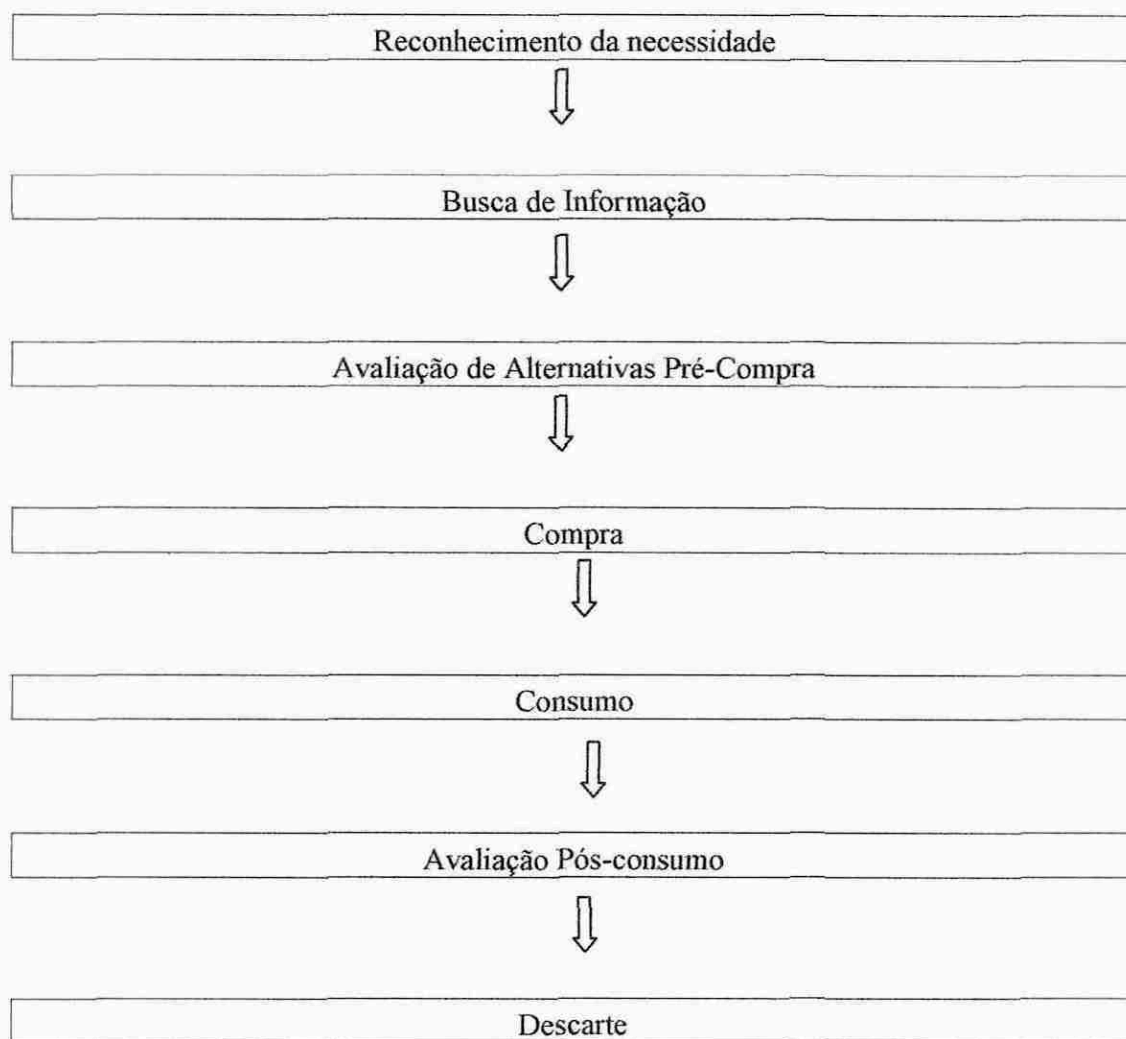 Reconhecimento da necessidade
Busca de Informação
Avaliação de Alternativas Pré-Compra
Compra
Consumo
Avaliação Pós-consumo
Descarte